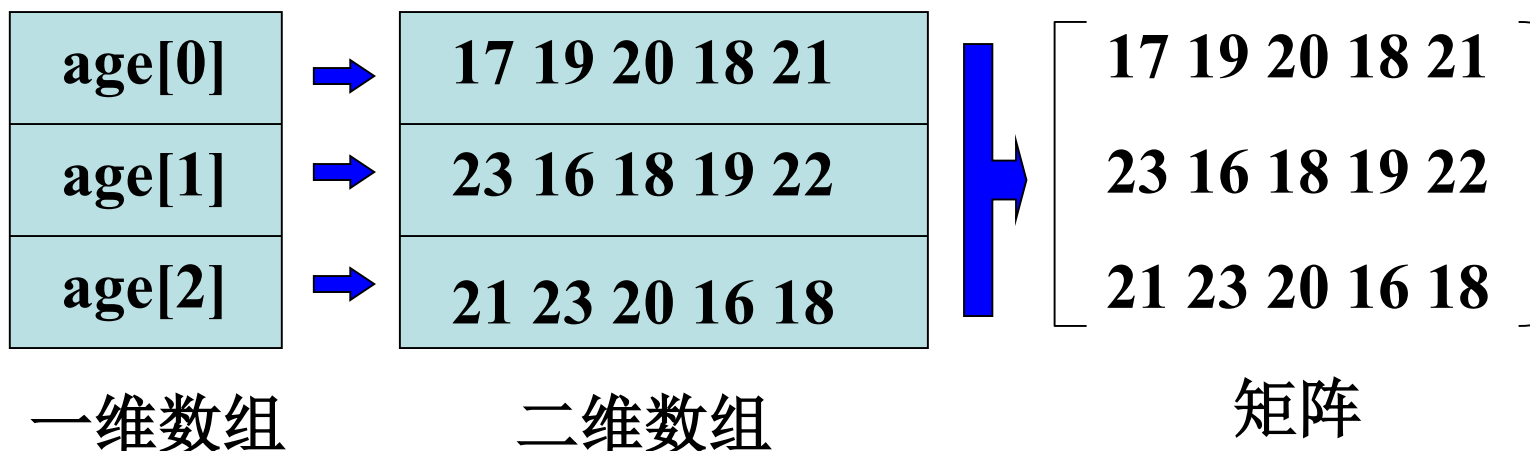 age[0] 17 19 20 18 21 17 19 20 18 21
age[1] 23 16 18 19 22 23 16 18 19 22
age[2] 21 23 20 16 18 21 23 20 16 18
一维数组 二维数组 矩阵